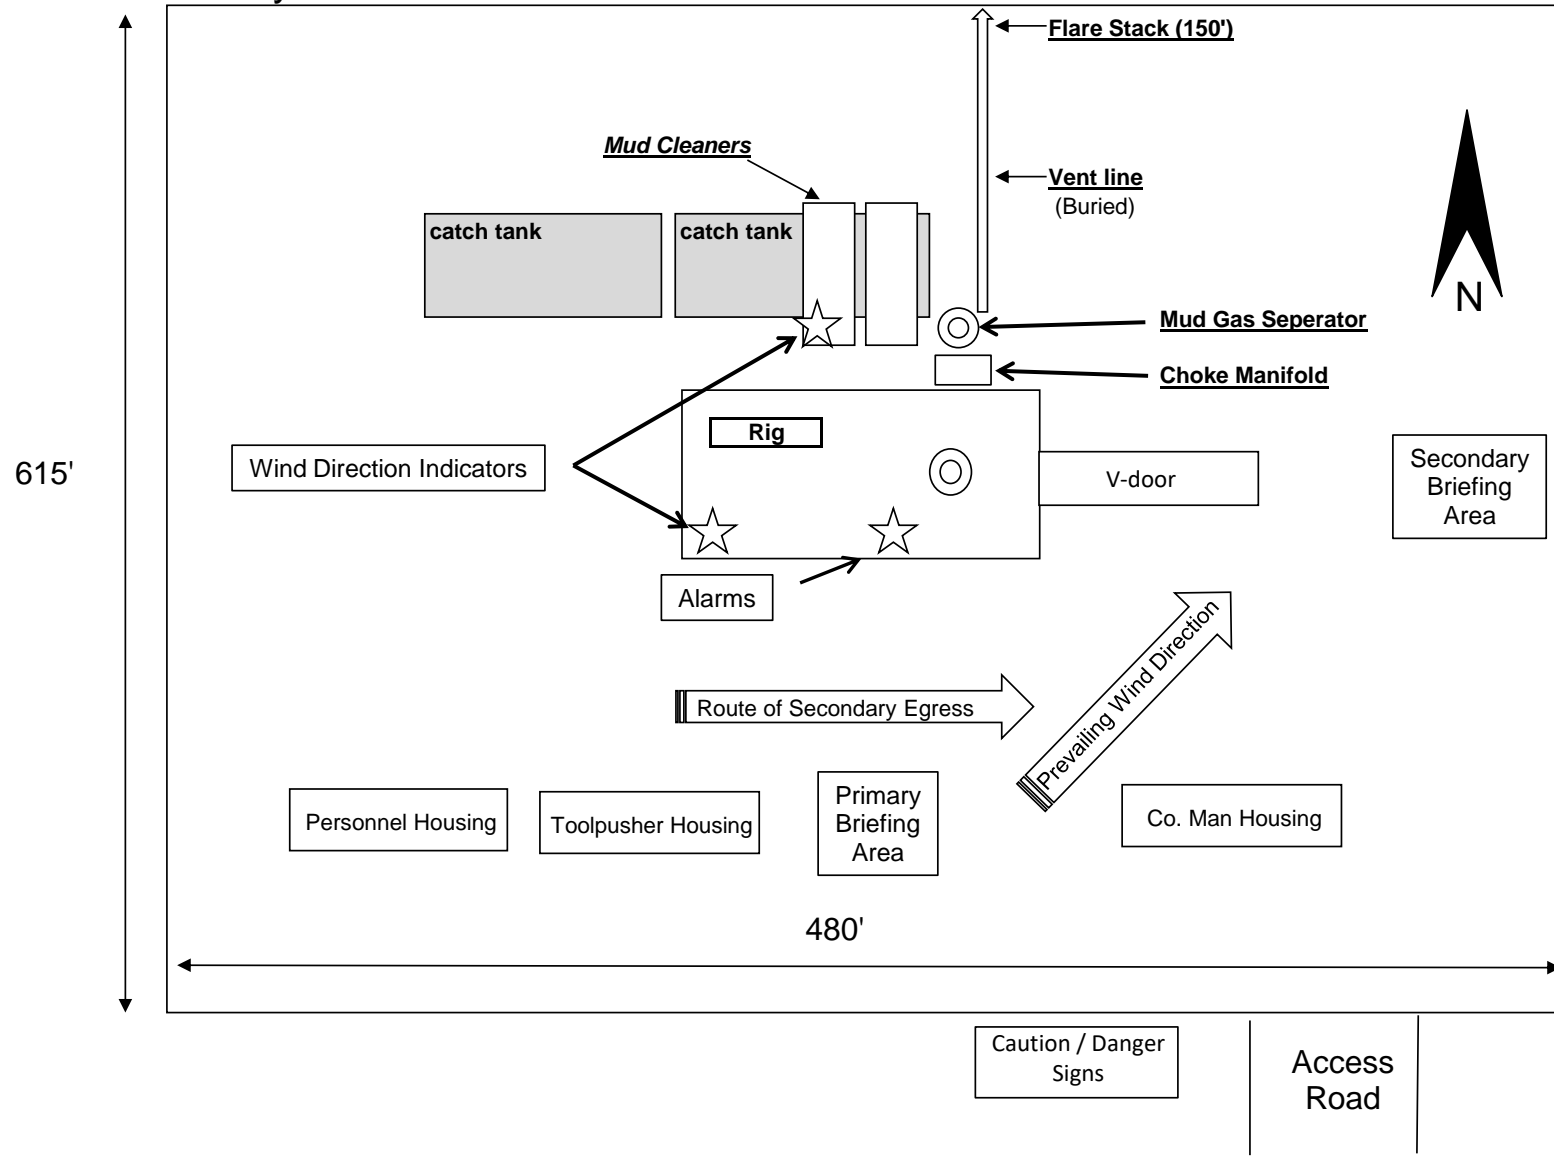 Flare Stack (150')
Mud Cleaners
Vent line
(Buried)
catch tank
catch tank
N
Mud Gas Seperator
Choke Manifold
Rig
Wind Direction Indicators
V-door
Secondary
Briefing
Area
615'
Alarms
Prevailing Wind Direction
Route of Secondary Egress
Personnel Housing
Toolpusher Housing
Primary
Briefing
Area
Co. Man Housing
480'
Caution / Danger
Signs
Access
Road